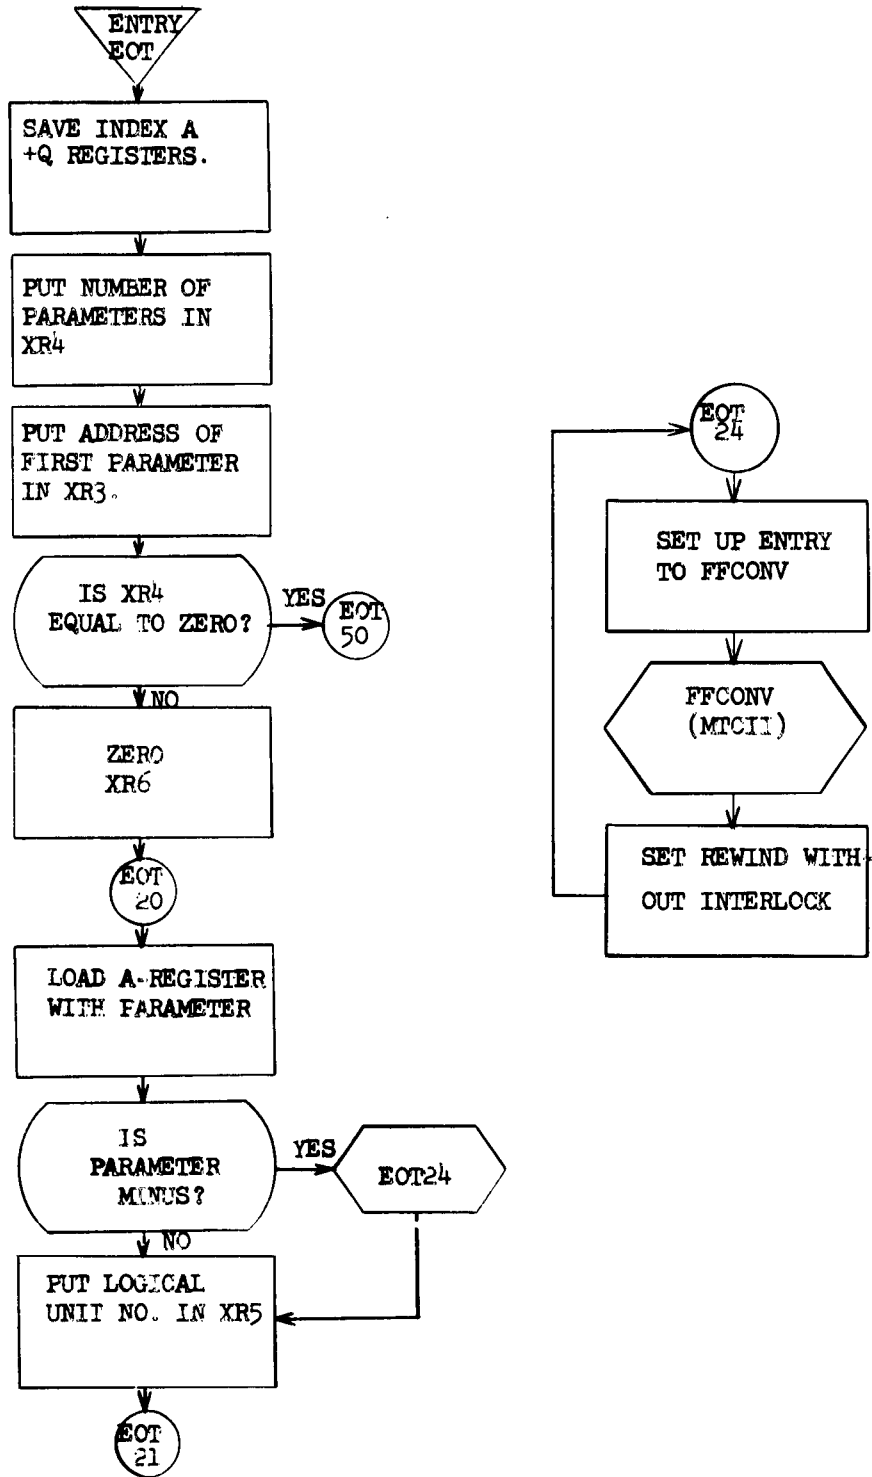 ENTRY
EOT
SAVE INDEX A
+Q REGISTERS.
PUT NUMBER OF
PARAMETERS IN
XR4
PUT ADDRESS OF
FIRST PARAMETER
IN XR3.
IS XR4
EQUAL TO ZERO?
YES
EOT
50
NO
ZERO
XR6
EOT
20
LOAD A-REGISTER
WITH PARAMETER
IS
PARAMETER
MINUS?
YES
EOT24
NO
PUT LOGICAL
UNIT NO. IN XR5
EOT
21
EOT
24
SET UP ENTRY
TO FFCONV
FFCONV
(MTCII)
SET REWIND WITH-
OUT INTERLOCK